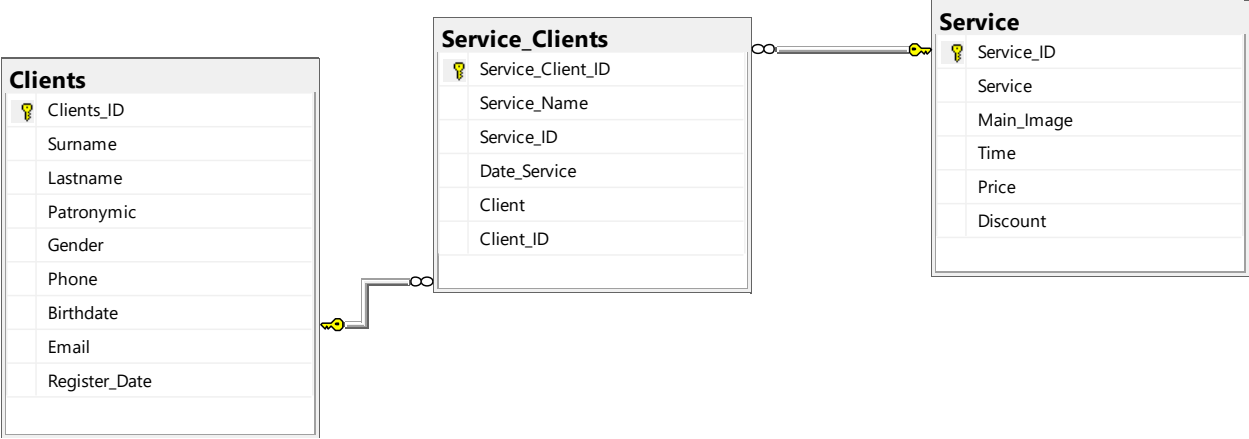 Clients
Clients_ID
Surname
Lastname
Patronymic
Gender
Phone
Birthdate
Email
Register_Date
Service_Clients
Service_Client_ID
Service_Name
Service_ID
Date_Service
Client
Client_ID
Service
Service_ID
Service
Main_Image
Time
Price
Discount